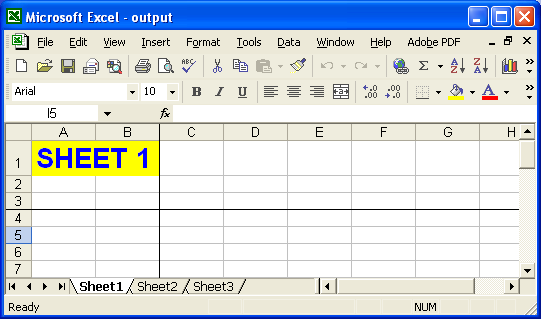 Microsoft Excel - output
File Edit View Insert Format Tools Data Window Help Adobe PDF
Arial 10 B I U
I5 fx
A B C D E F G H
1 SHEET 1
2
3
4
5
6
7
Sheet1 Sheet2 Sheet3
Ready NUM